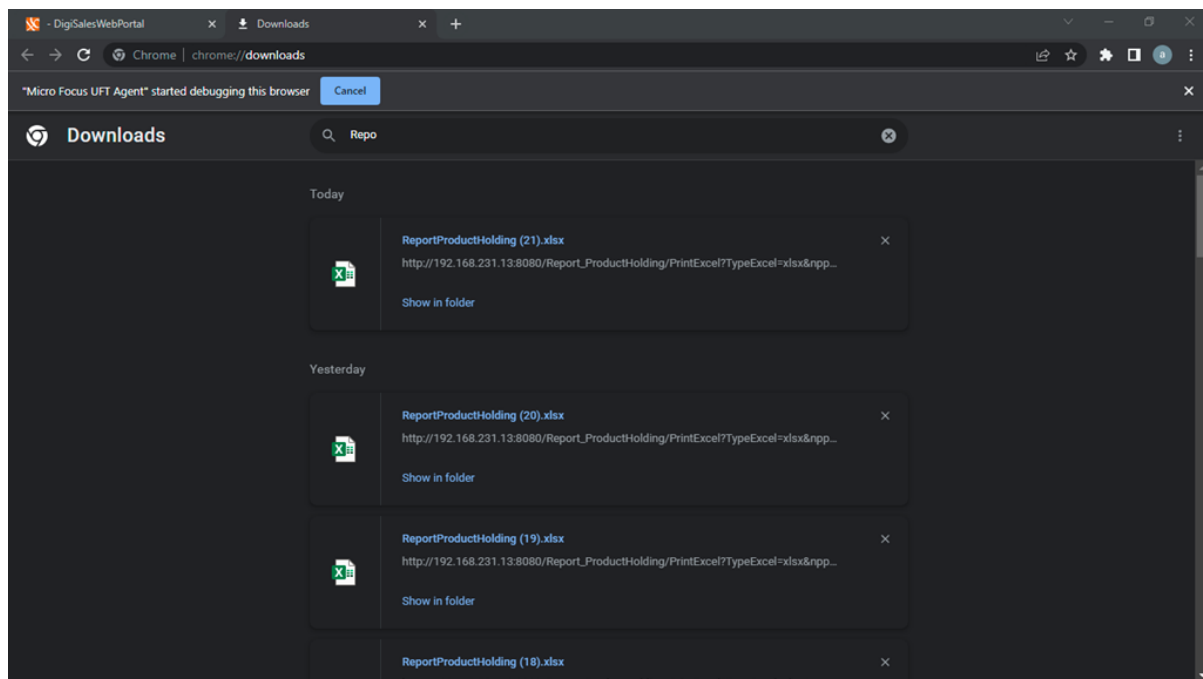 - DigiSalesWebPortal
Downloads
Chrome | chrome://downloads
a
"Micro Focus UFT Agent" started debugging this browser
Cancel
Downloads
Repo
Today
ReportProductHolding (21).xlsx
http://192.168.231.13:8080/Report_ProductHolding/PrintExcel?TypeExcel=xlsx&npp...
Show in folder
Yesterday
ReportProductHolding (20).xlsx
http://192.168.231.13:8080/Report_ProductHolding/PrintExcel?TypeExcel=xlsx&npp...
Show in folder
ReportProductHolding (19).xlsx
http://192.168.231.13:8080/Report_ProductHolding/PrintExcel?TypeExcel=xlsx&npp...
Show in folder
ReportProductHolding (18).xlsx